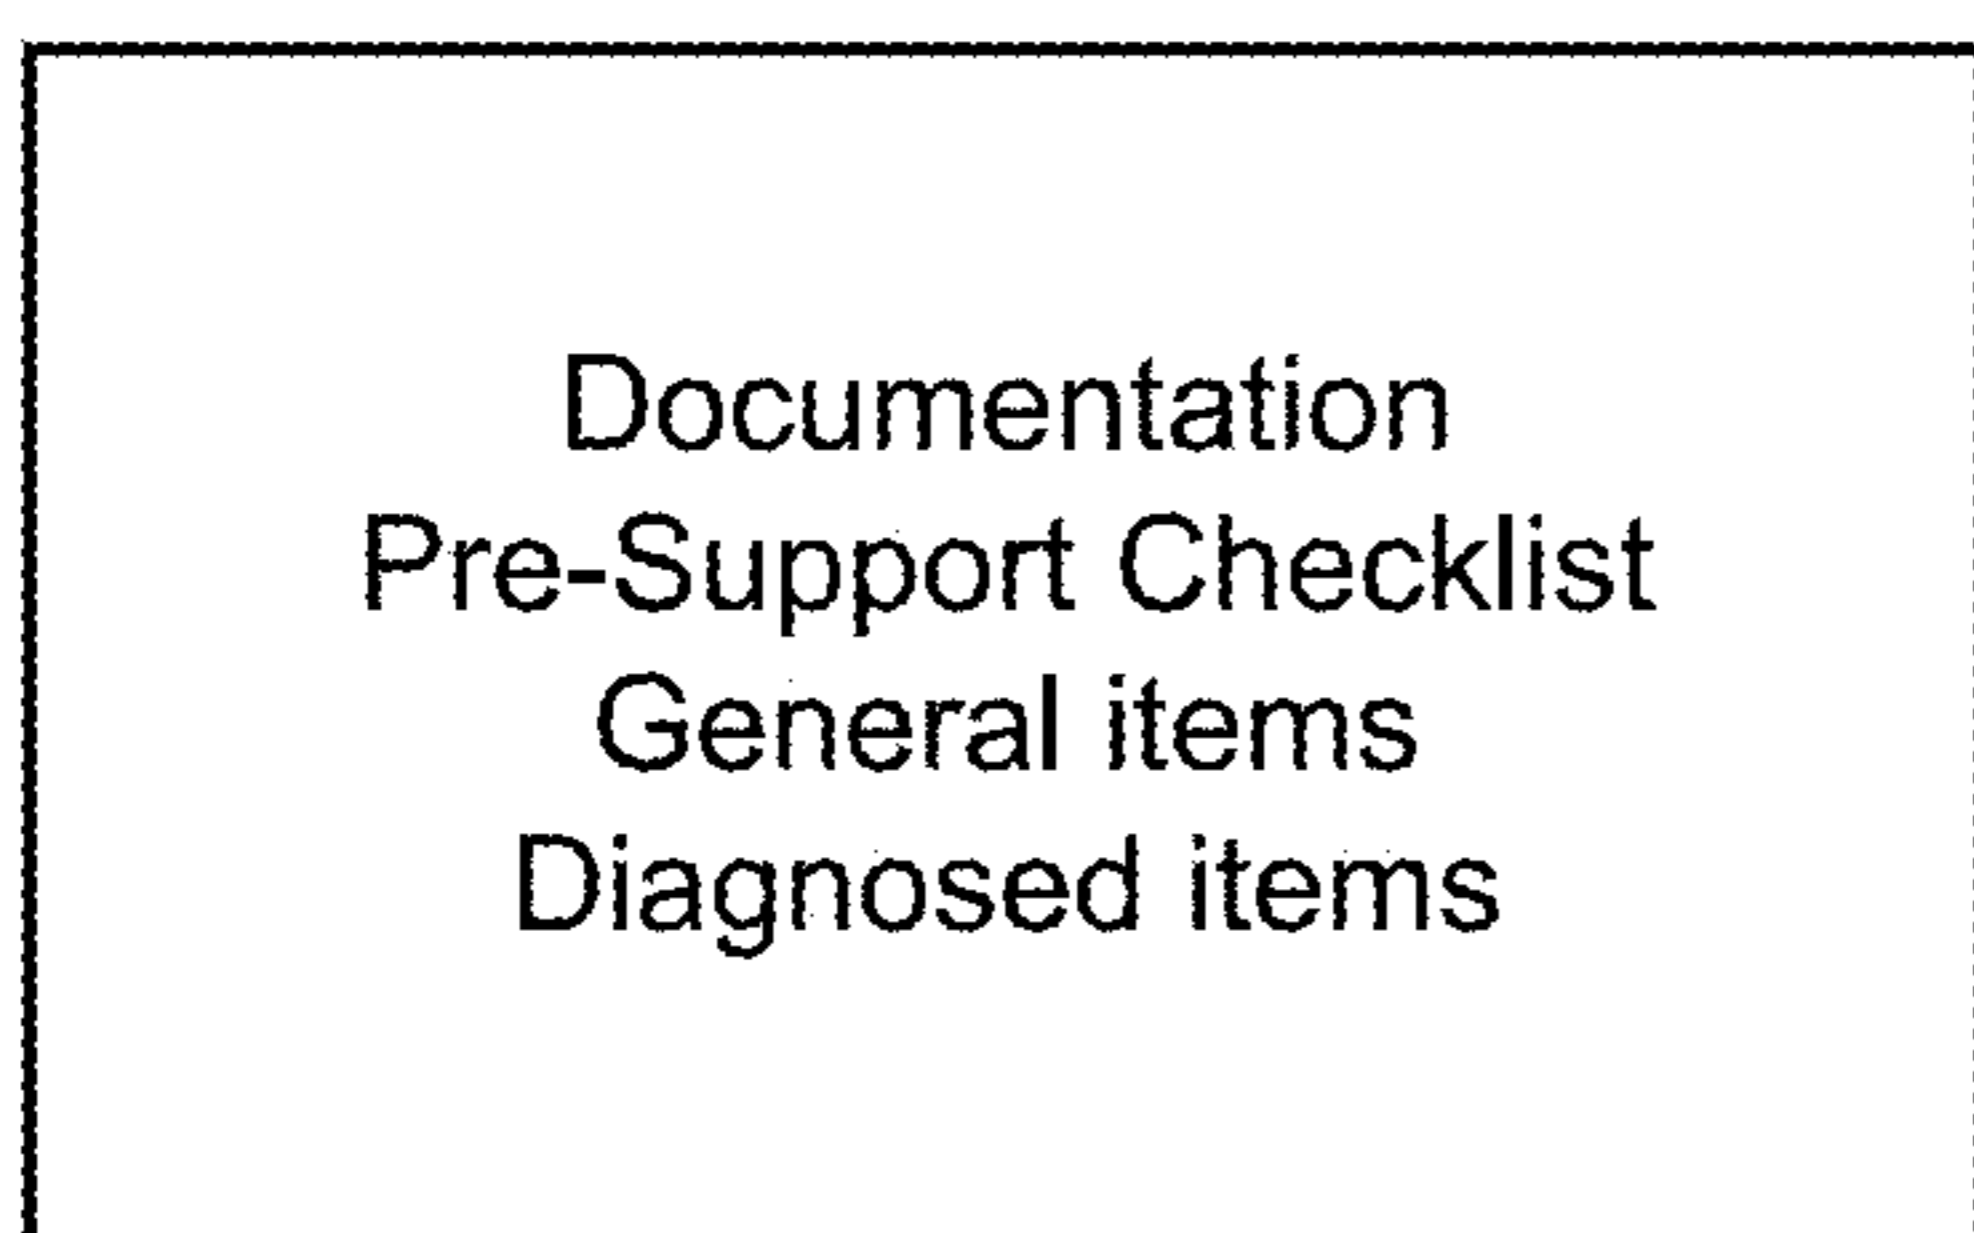 Documentation
Pre-Support Checklist
General items
Diagnosed items